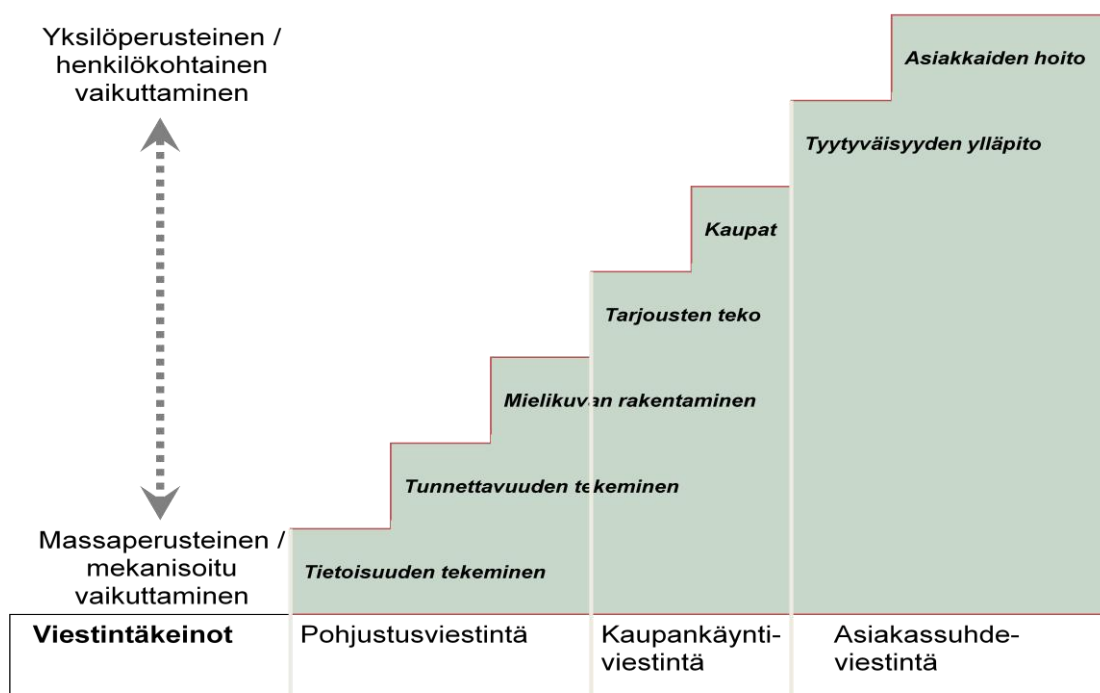 Yksilöperusteinen /
henkilökohtainen
vaikuttaminen
Asiakkaiden hoito
Tyytyväisyyden ylläpito
Kaupat
Tarjousten teko
Mielikuvan rakentaminen
Tunnettavuuden tekeminen
Massaperusteinen /
mekanisoitu
vaikuttaminen
Tietoisuuden tekeminen
Viestintäkeinot
Pohjustusviestintä
Kaupankäynti-
viestintä
Asiakassuhde-
viestintä